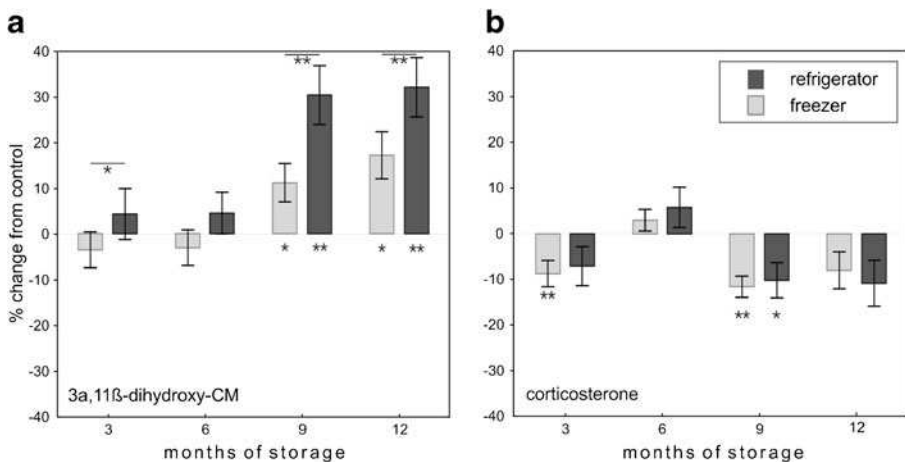 a
% change from control
40
30
20
10
0
-10
-20
-30
-40
*
**
**
* ** * **
3a,11ß-dihydroxy-CM
3 6 9 12
months of storage
b
40
30
20
10
0
-10
-20
-30
-40
refrigerator
freezer
** ** *
corticosterone
3 6 9 12
months of storage